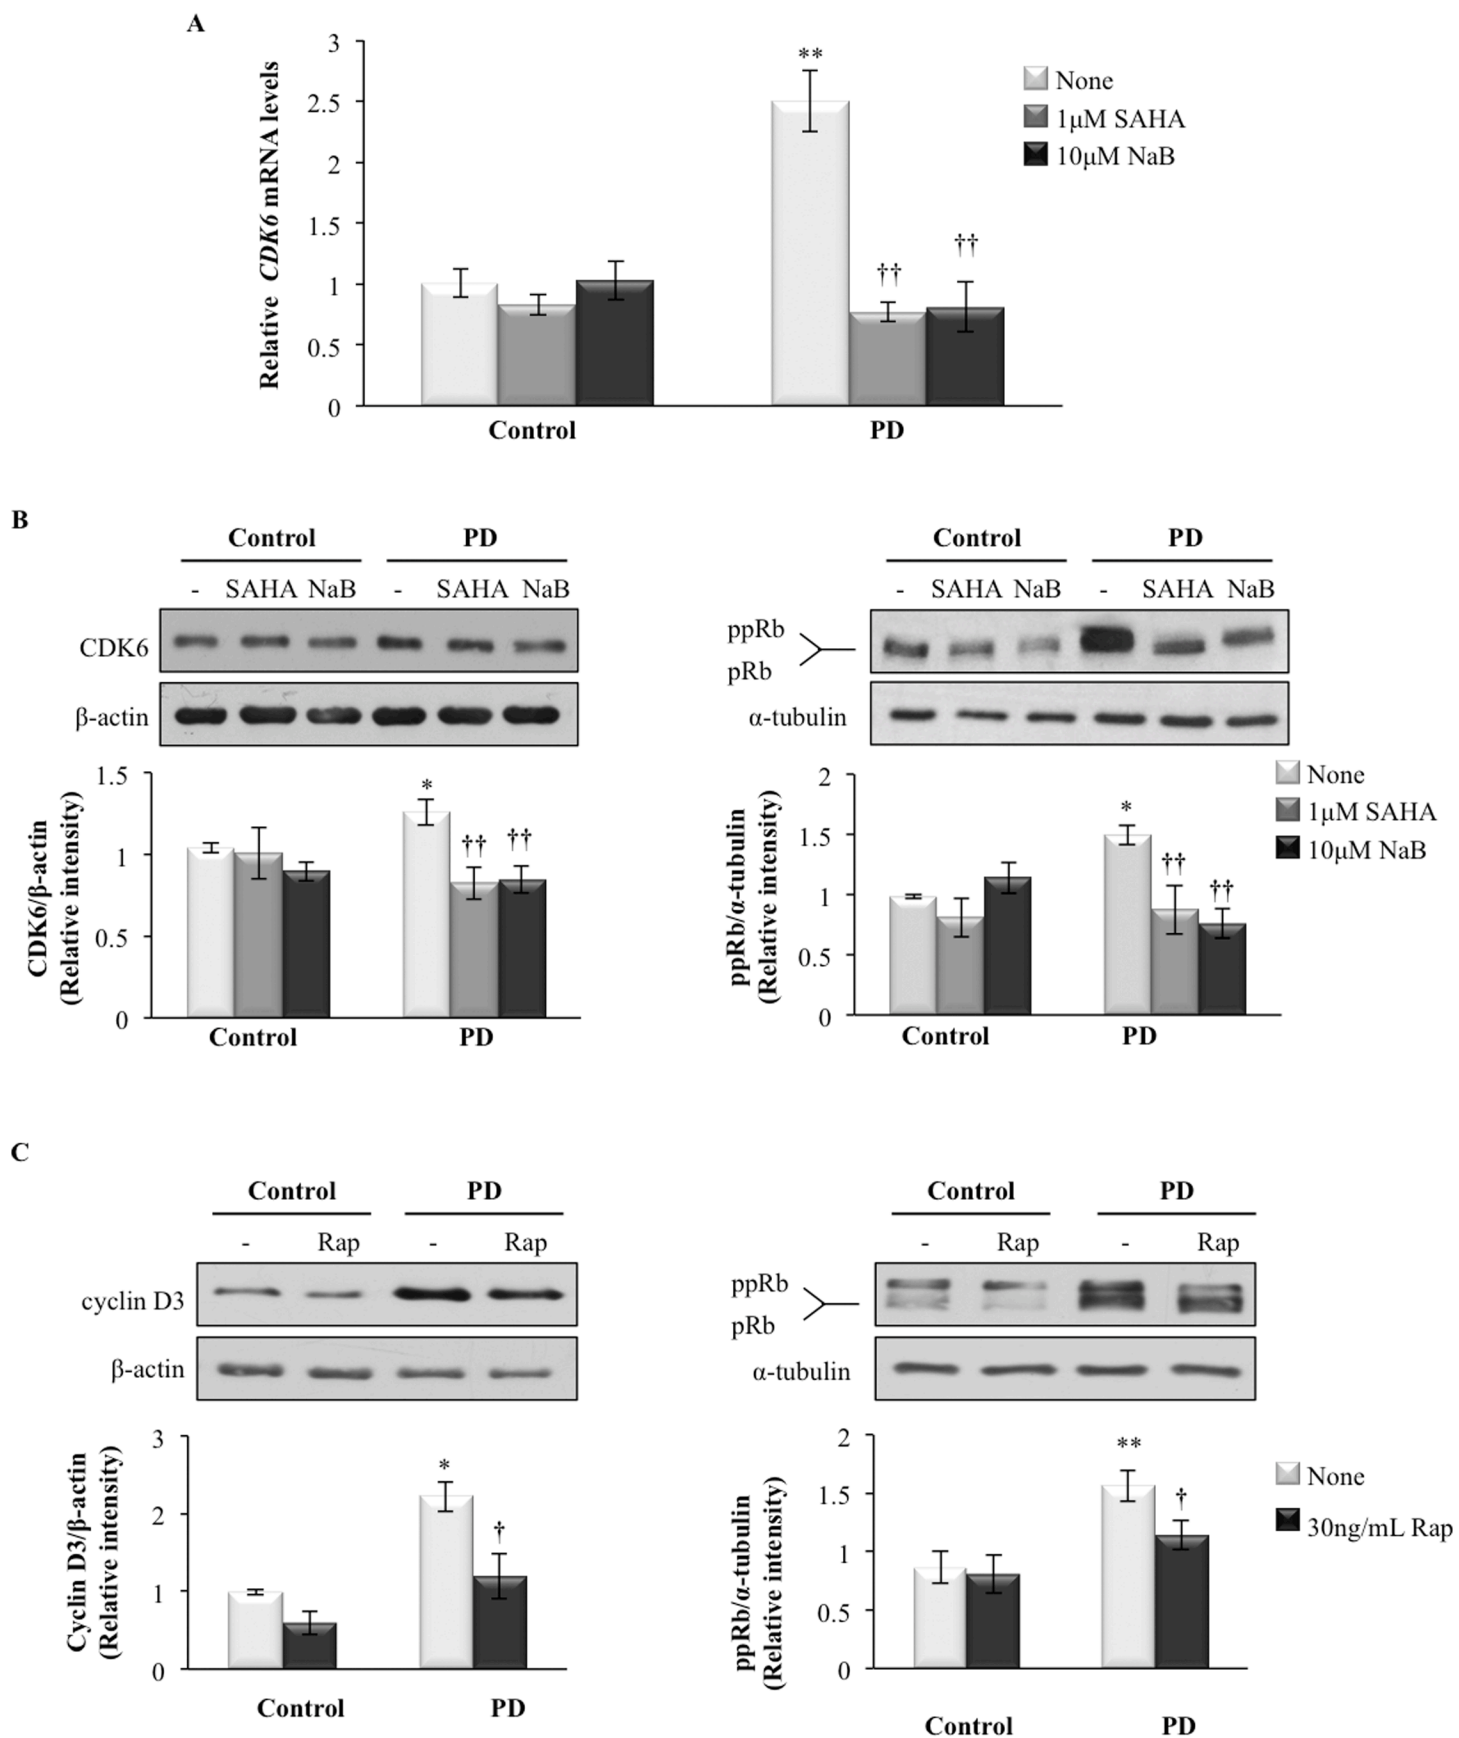 A
Relative CDK6 mRNA levels
3
2.5
2
1.5
1
0.5
0
**
††
††
Control
PD
None
1μM SAHA
10μM NaB
B
Control
PD
- SAHA NaB - SAHA NaB
CDK6
β-actin
CDK6/β-actin
(Relative intensity)
1.5
1
0.5
0
*
††
††
Control
PD
Control
PD
- SAHA NaB - SAHA NaB
ppRb
pRb
α-tubulin
ppRb/α-tubulin
(Relative intensity)
2
1.5
1
0.5
0
*
††
††
Control
PD
None
1μM SAHA
10μM NaB
C
Control
PD
- Rap - Rap
cyclin D3
β-actin
Cyclin D3/β-actin
(Relative intensity)
3
2
1
0
*
†
Control
PD
Control
PD
- Rap - Rap
ppRb
pRb
α-tubulin
ppRb/α-tubulin
(Relative intensity)
2
1.5
1
0.5
0
**
†
Control
PD
None
30ng/mL Rap